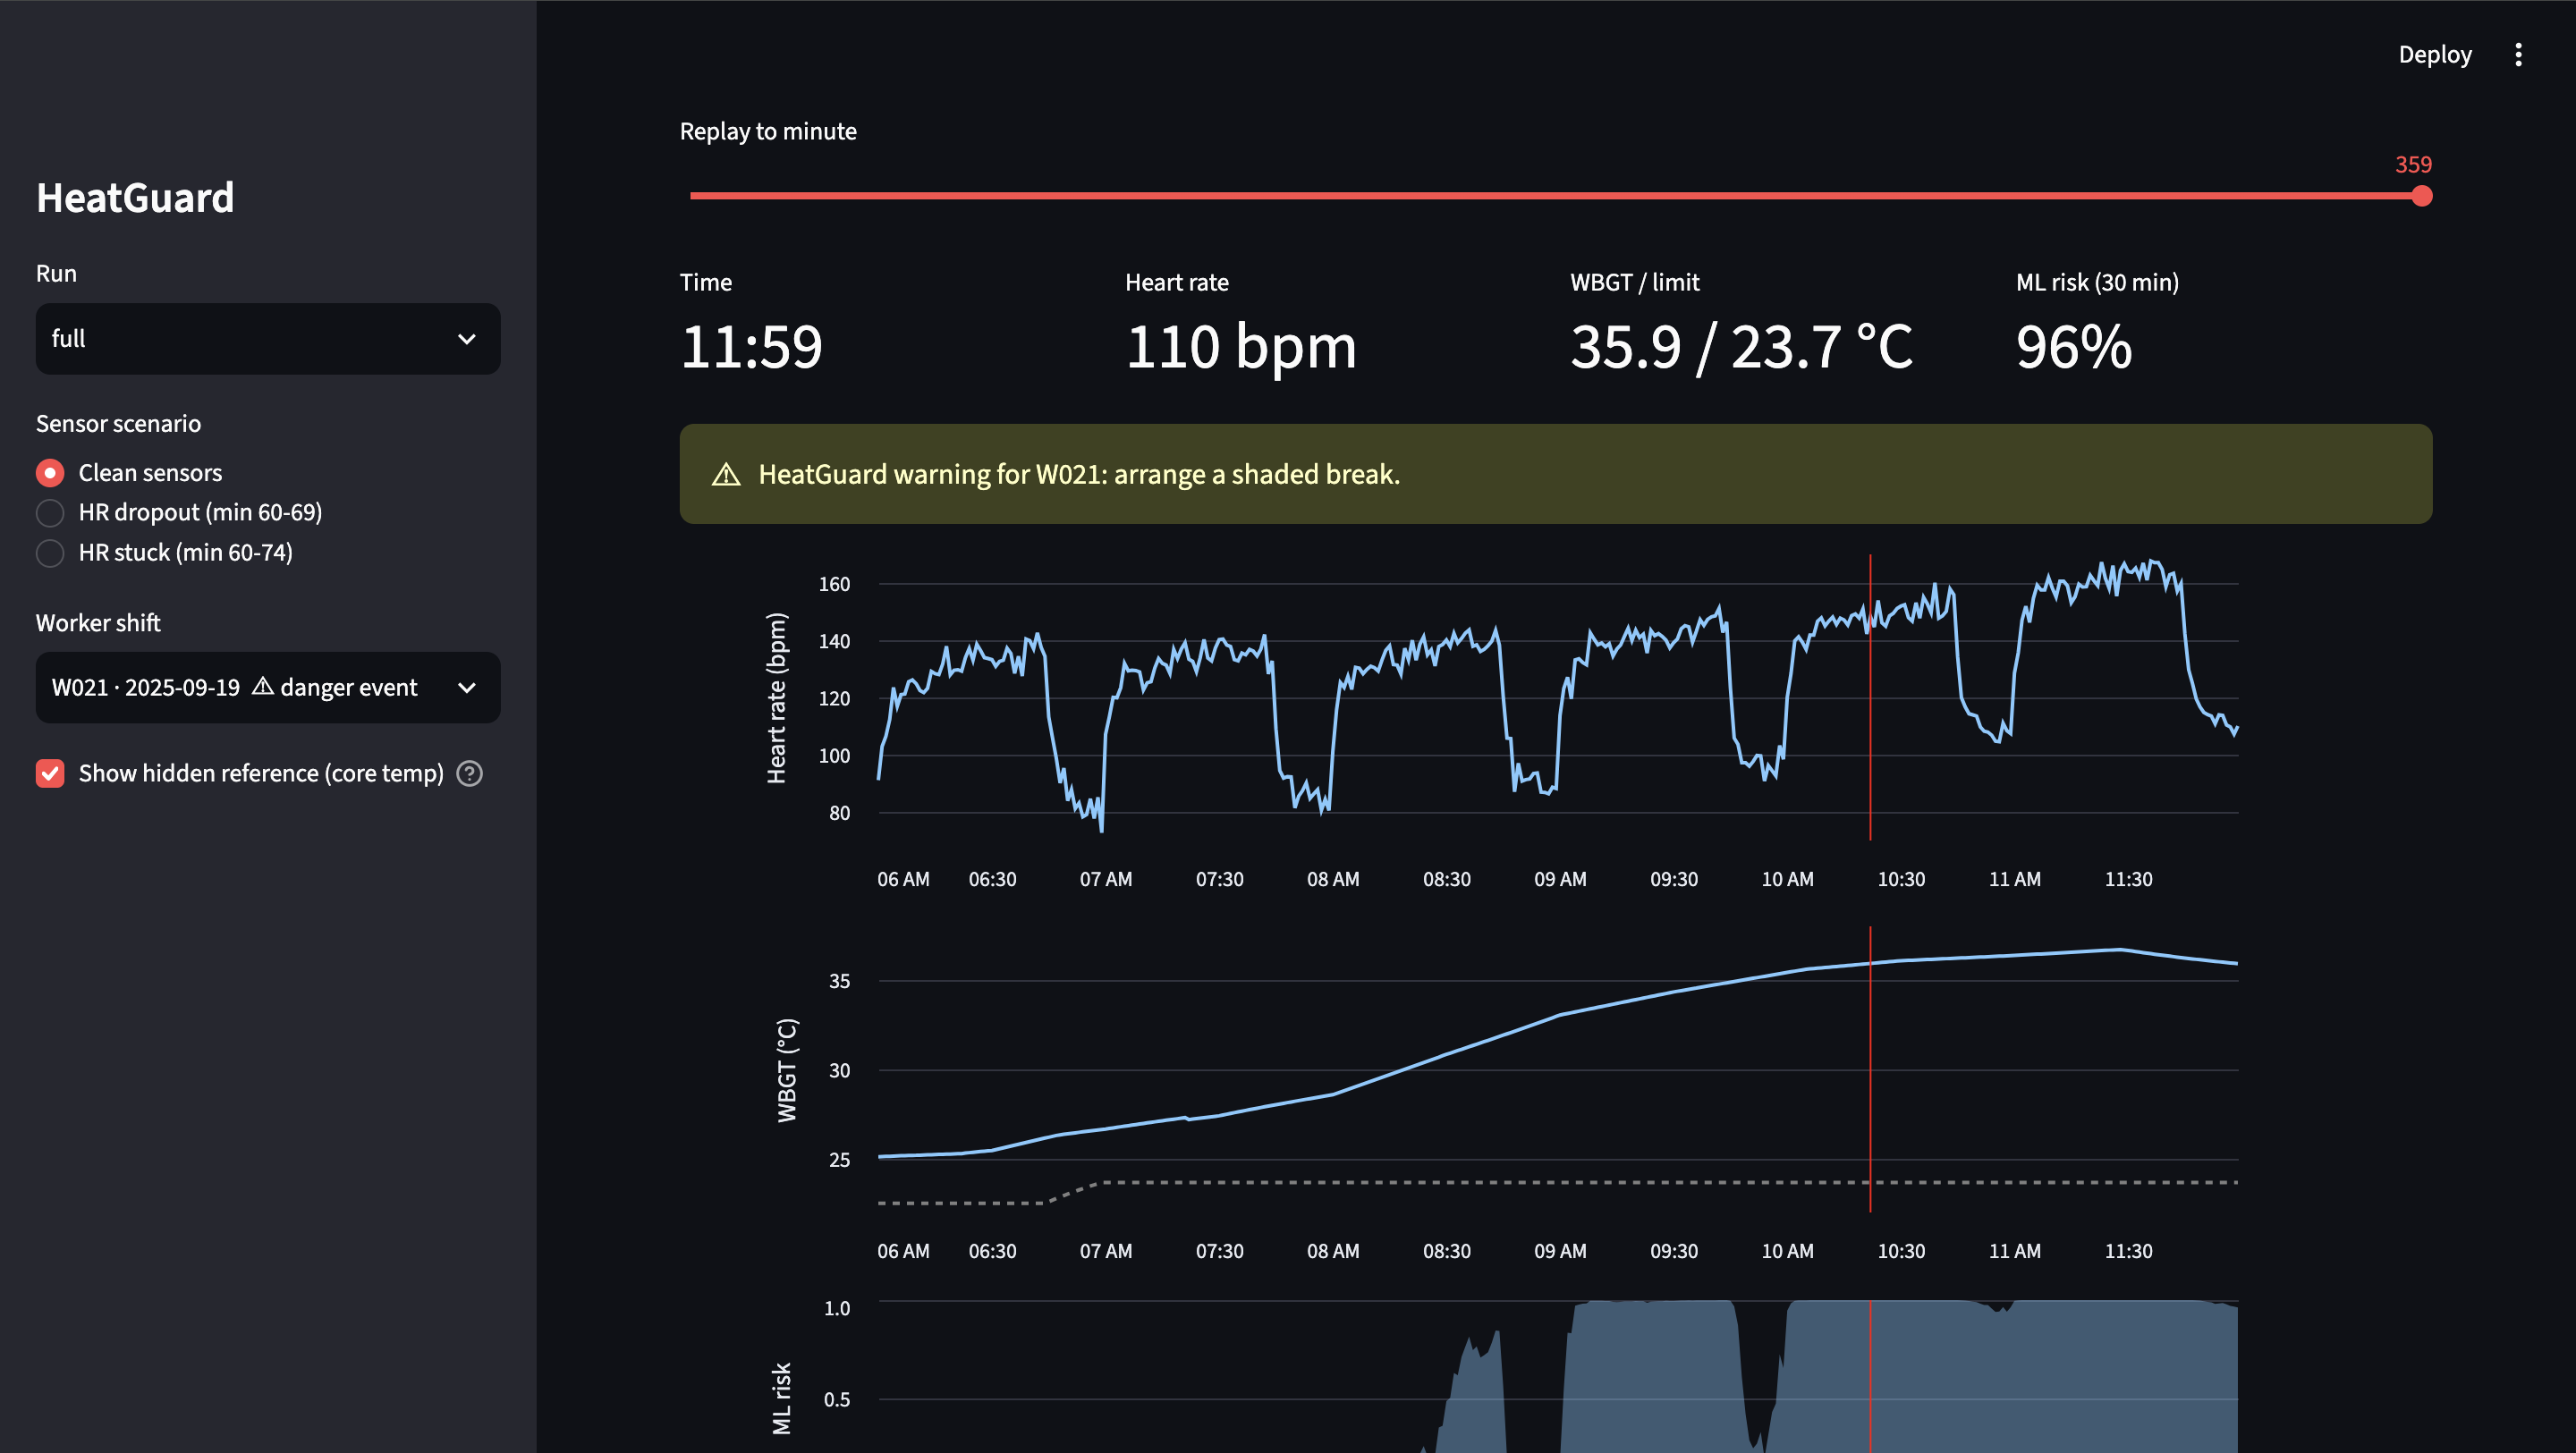 Deploy
HeatGuard
Run
full
Sensor scenario
Clean sensors
HR dropout (min 60-69)
HR stuck (min 60-74)
Worker shift
W021 · 2025-09-19 ⚠ danger event
Show hidden reference (core temp)
Replay to minute
359
Time
11:59
Heart rate
110 bpm
WBGT / limit
35.9 / 23.7 °C
ML risk (30 min)
96%
HeatGuard warning for W021: arrange a shaded break.
Heart rate (bpm)
160
140
120
100
80
06 AM 06:30 07 AM 07:30 08 AM 08:30 09 AM 09:30 10 AM 10:30 11 AM 11:30
WBGT (°C)
35
30
25
06 AM 06:30 07 AM 07:30 08 AM 08:30 09 AM 09:30 10 AM 10:30 11 AM 11:30
ML risk
1.0
0.5